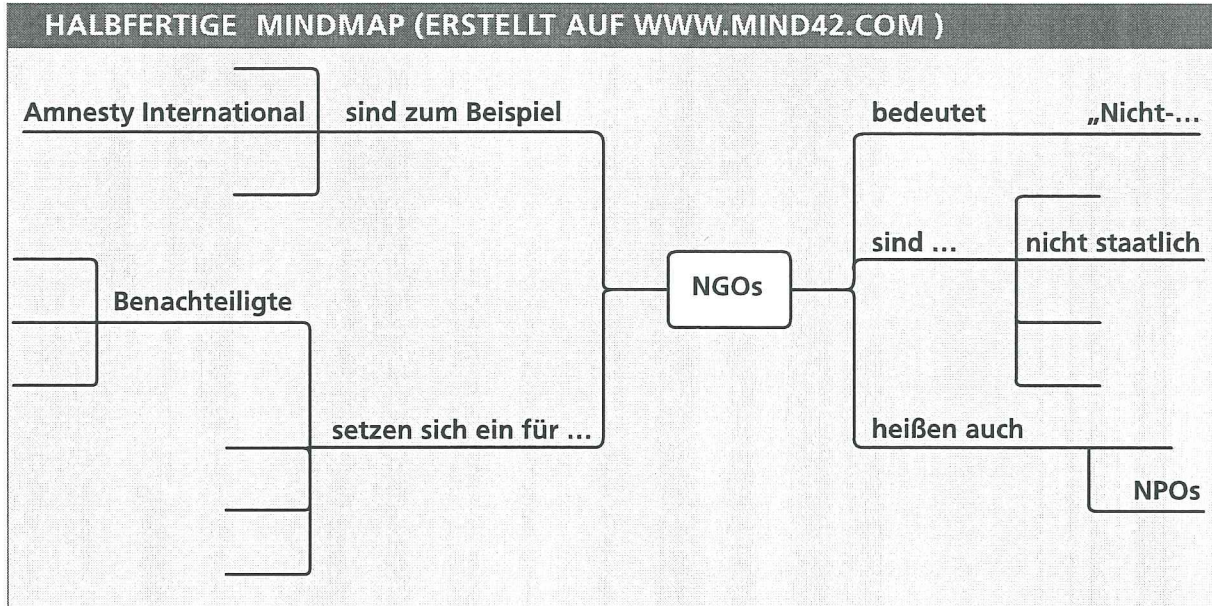 HALBFERTIGE MINDMAP (ERSTELLT AUF WWW.MIND42.COM )
Amnesty International
sind zum Beispiel
bedeutet
„Nicht-...
sind ...
nicht staatlich
NGOs
Benachteiligte
setzen sich ein für ...
heißen auch
NPOs